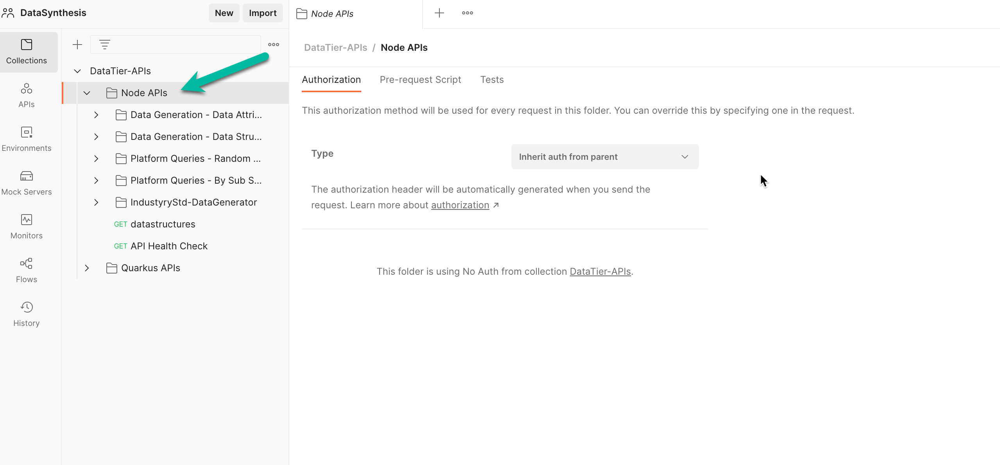 DataSynthesis
New
Import
Node APIs
Collections
APIs
Environments
Mock Servers
Monitors
Flows
History
DataTier-APIs
Node APIs
Data Generation - Data Attri...
Data Generation - Data Stru...
Platform Queries - Random ...
Platform Queries - By Sub S...
IndustyryStd-DataGenerator
GET datastructures
GET API Health Check
Quarkus APIs
DataTier-APIs / Node APIs
Authorization Pre-request Script Tests
This authorization method will be used for every request in this folder. You can override this by specifying one in the request.
Type
Inherit auth from parent
The authorization header will be automatically generated when you send the
request. Learn more about authorization ↗
This folder is using No Auth from collection DataTier-APIs.